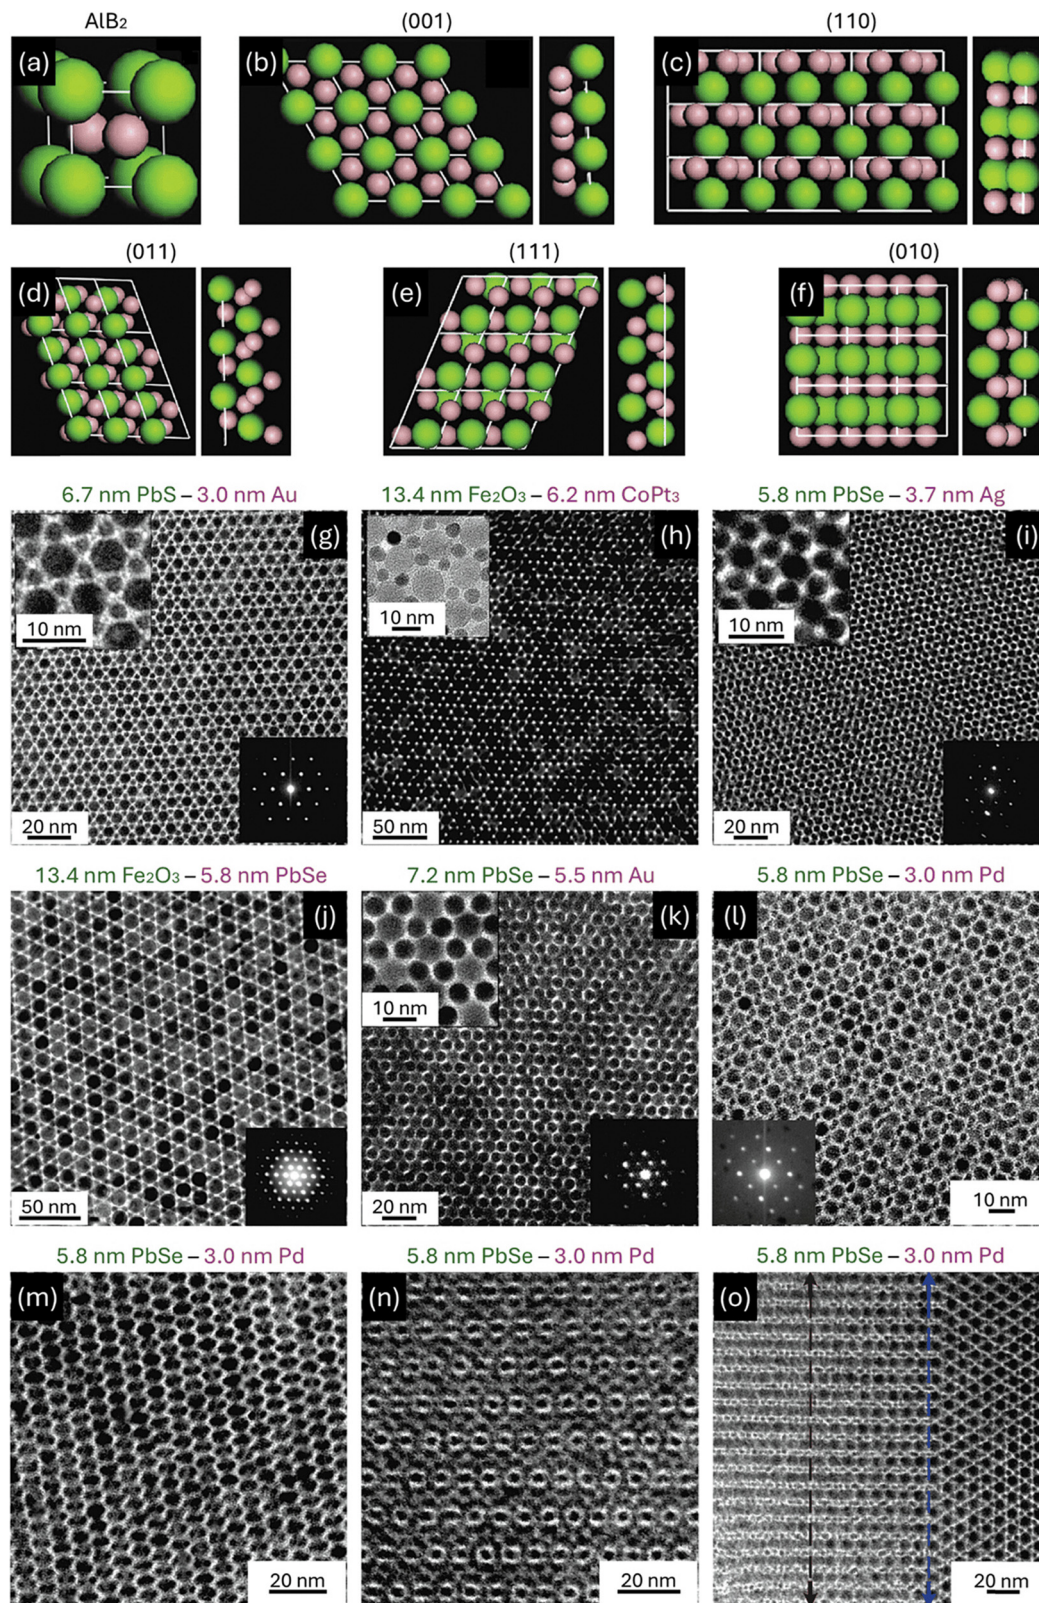 AlB₂
(001)
(110)
(a)
(b)
(c)
(011)
(111)
(010)
(d)
(e)
(f)
6.7 nm PbS – 3.0 nm Au
13.4 nm Fe₂O₃ – 6.2 nm CoPt₃
5.8 nm PbSe – 3.7 nm Ag
(g)
(h)
(i)
10 nm
10 nm
10 nm
20 nm
50 nm
20 nm
13.4 nm Fe₂O₃ – 5.8 nm PbSe
7.2 nm PbSe – 5.5 nm Au
5.8 nm PbSe – 3.0 nm Pd
(j)
(k)
(l)
10 nm
50 nm
20 nm
10 nm
5.8 nm PbSe – 3.0 nm Pd
5.8 nm PbSe – 3.0 nm Pd
5.8 nm PbSe – 3.0 nm Pd
(m)
(n)
(o)
20 nm
20 nm
20 nm